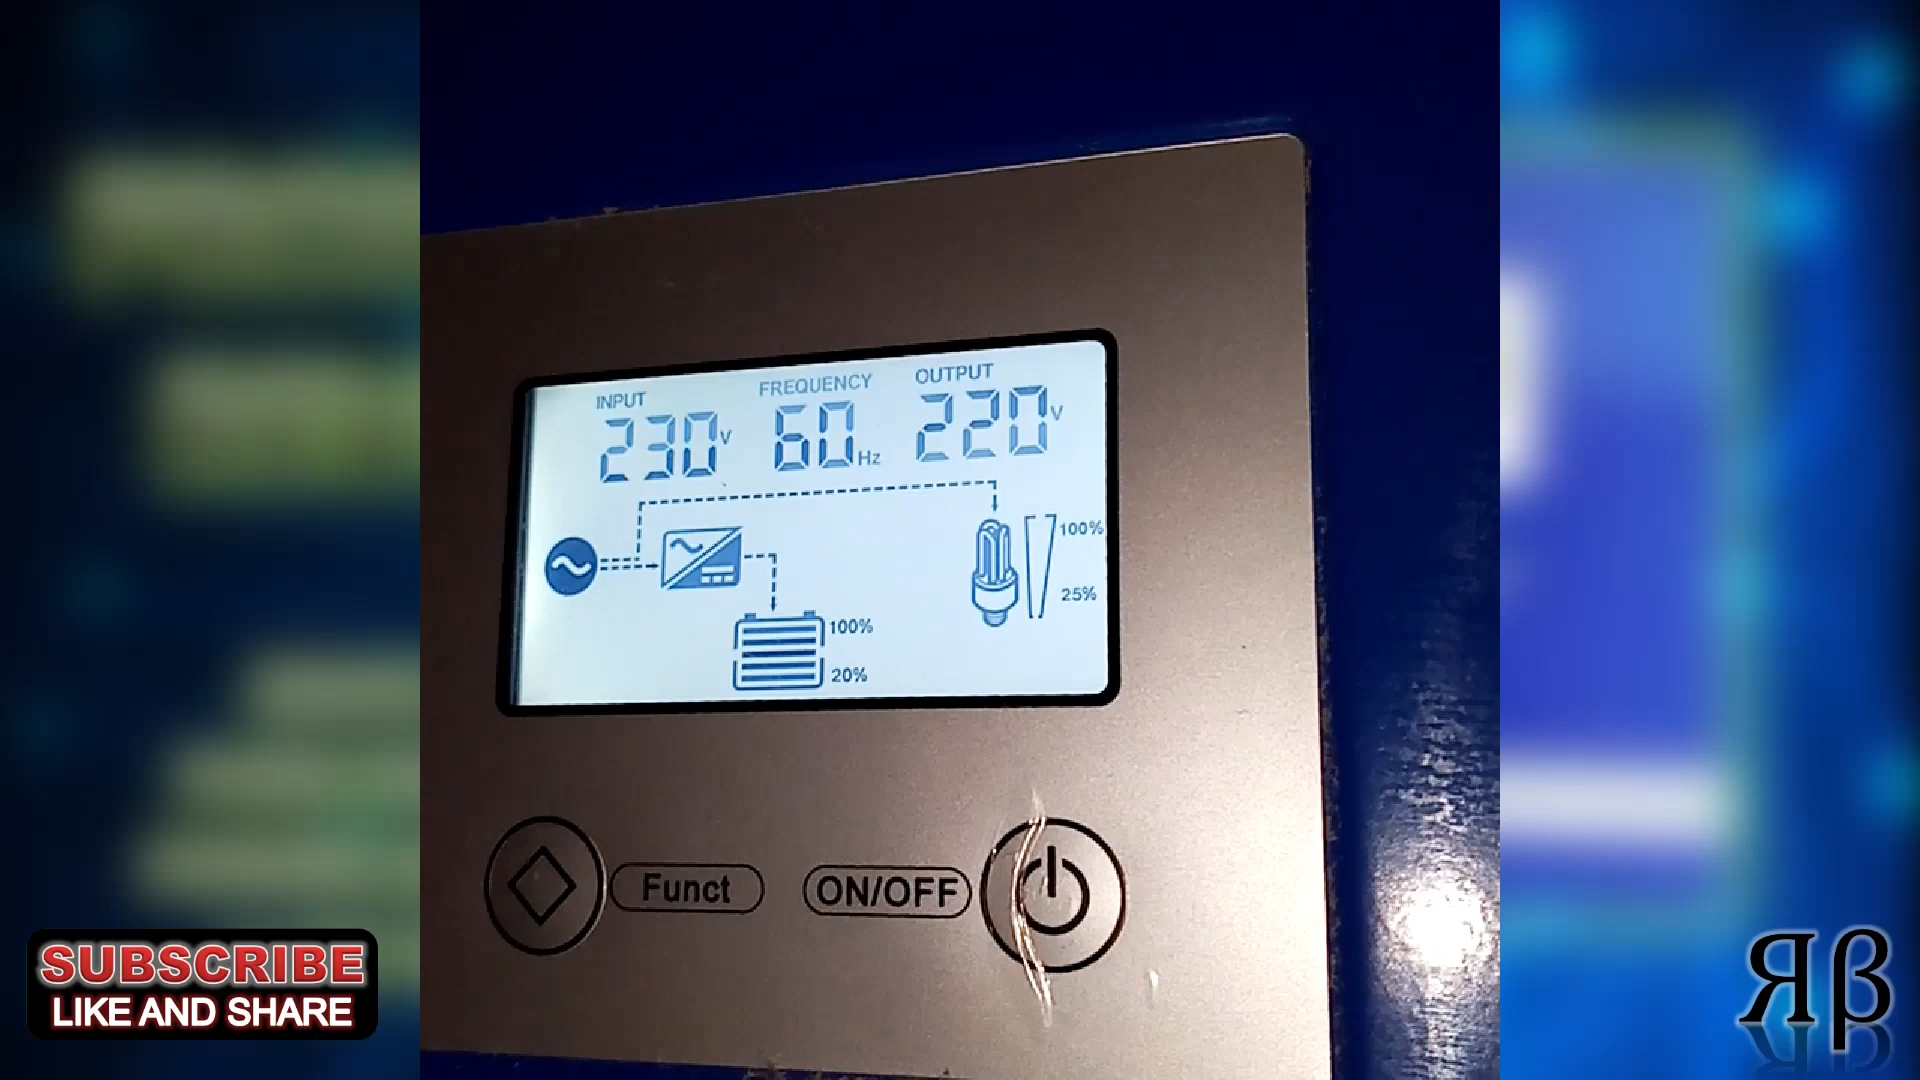 INPUT FREQUENCY OUTPUT
230V 60Hz 220V
100%
25%
100%
20%
Funct ON/OFF
SUBSCRIBE
LIKE AND SHARE
Яβ